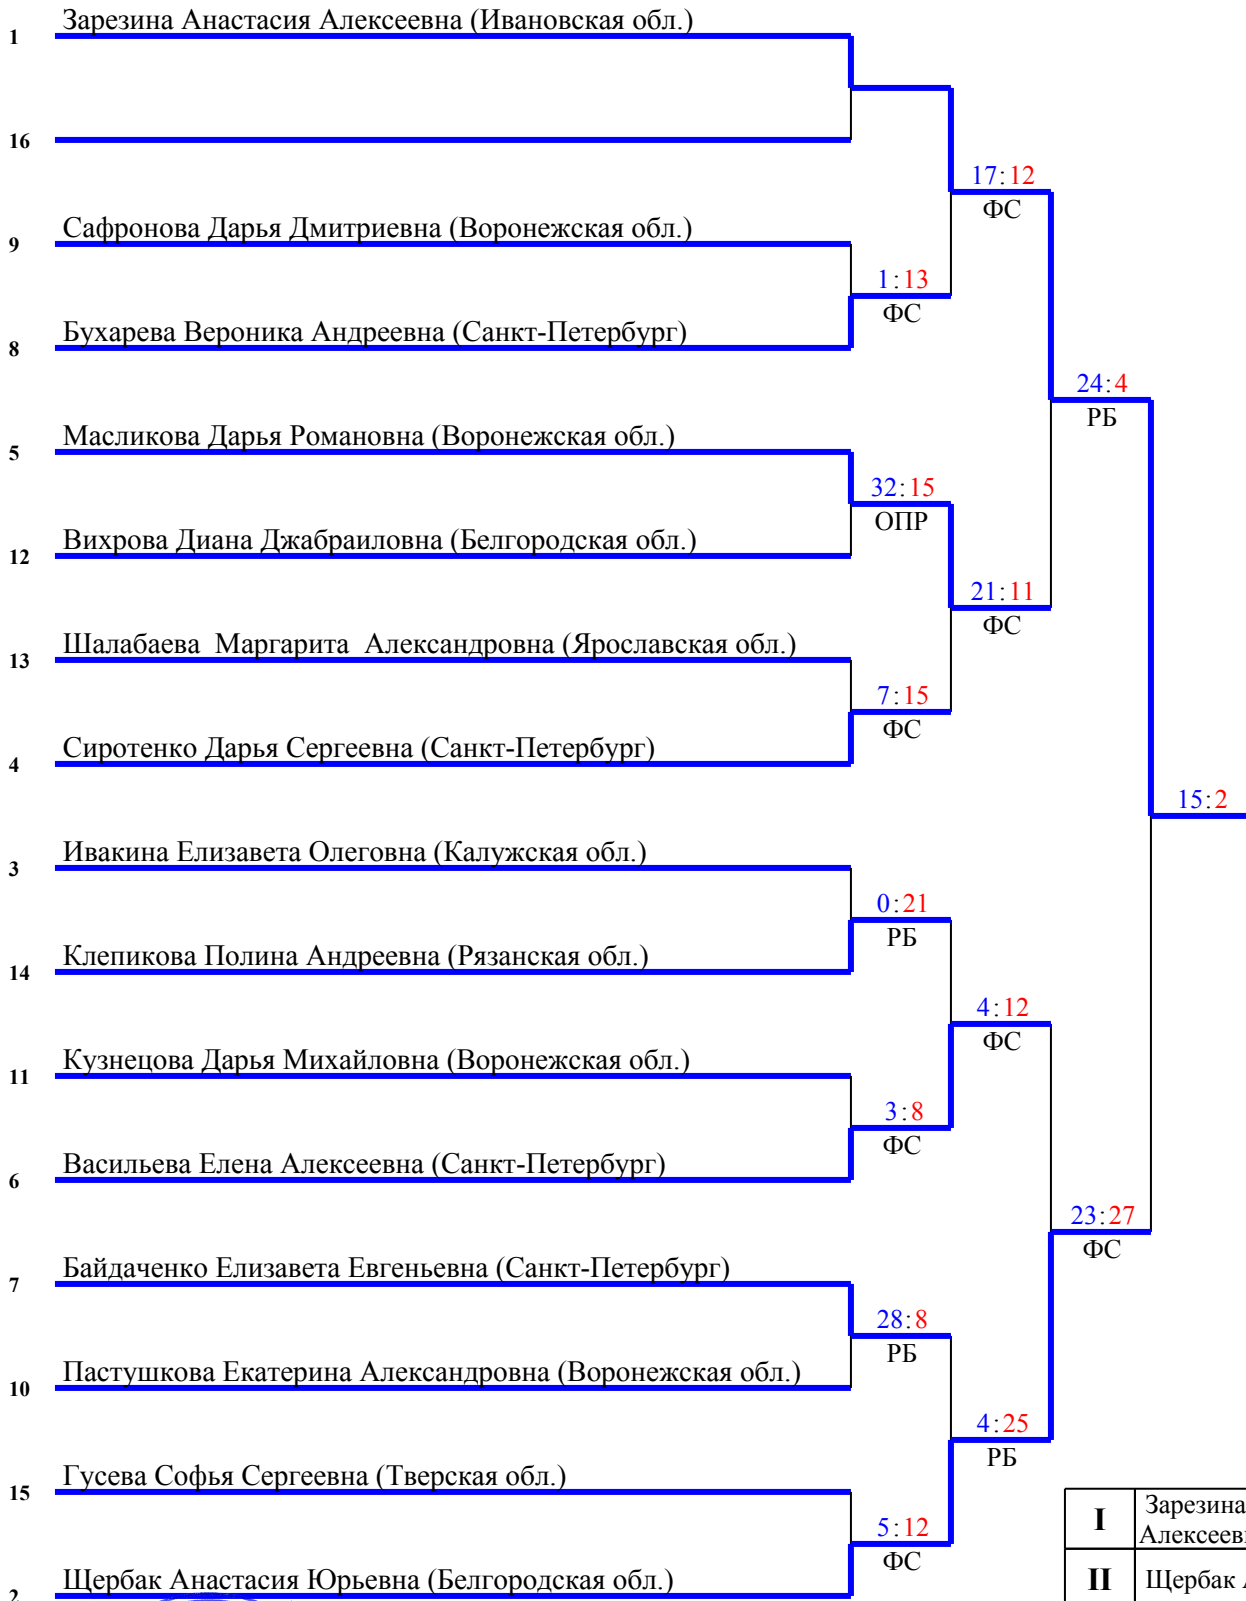 Зарезина Анастасия Алексеевна (Ивановская обл.)
1
16
17:12
ФС
Сафронова Дарья Дмитриевна (Воронежская обл.)
9
1:13
ФС
Бухарева Вероника Андреевна (Санкт-Петербург)
8
24:4
РБ
Масликова Дарья Романовна (Воронежская обл.)
5
32:15
ОПР
Вихрова Диана Джабраиловна (Белгородская обл.)
12
21:11
ФС
Шалабаева Маргарита Александровна (Ярославская обл.)
13
7:15
ФС
Сиротенко Дарья Сергеевна (Санкт-Петербург)
4
15:2
Ивакина Елизавета Олеговна (Калужская обл.)
3
0:21
РБ
Клепикова Полина Андреевна (Рязанская обл.)
14
4:12
ФС
Кузнецова Дарья Михайловна (Воронежская обл.)
11
3:8
ФС
Васильева Елена Алексеевна (Санкт-Петербург)
6
23:27
ФС
Байдаченко Елизавета Евгеньевна (Санкт-Петербург)
7
28:8
РБ
Пастушкова Екатерина Александровна (Воронежская обл.)
10
4:25
РБ
Гусева Софья Сергеевна (Тверская обл.)
15
5:12
ФС
Щербак Анастасия Юрьевна (Белгородская обл.)
2
I Зарезина
Алексеев
II Щербак А